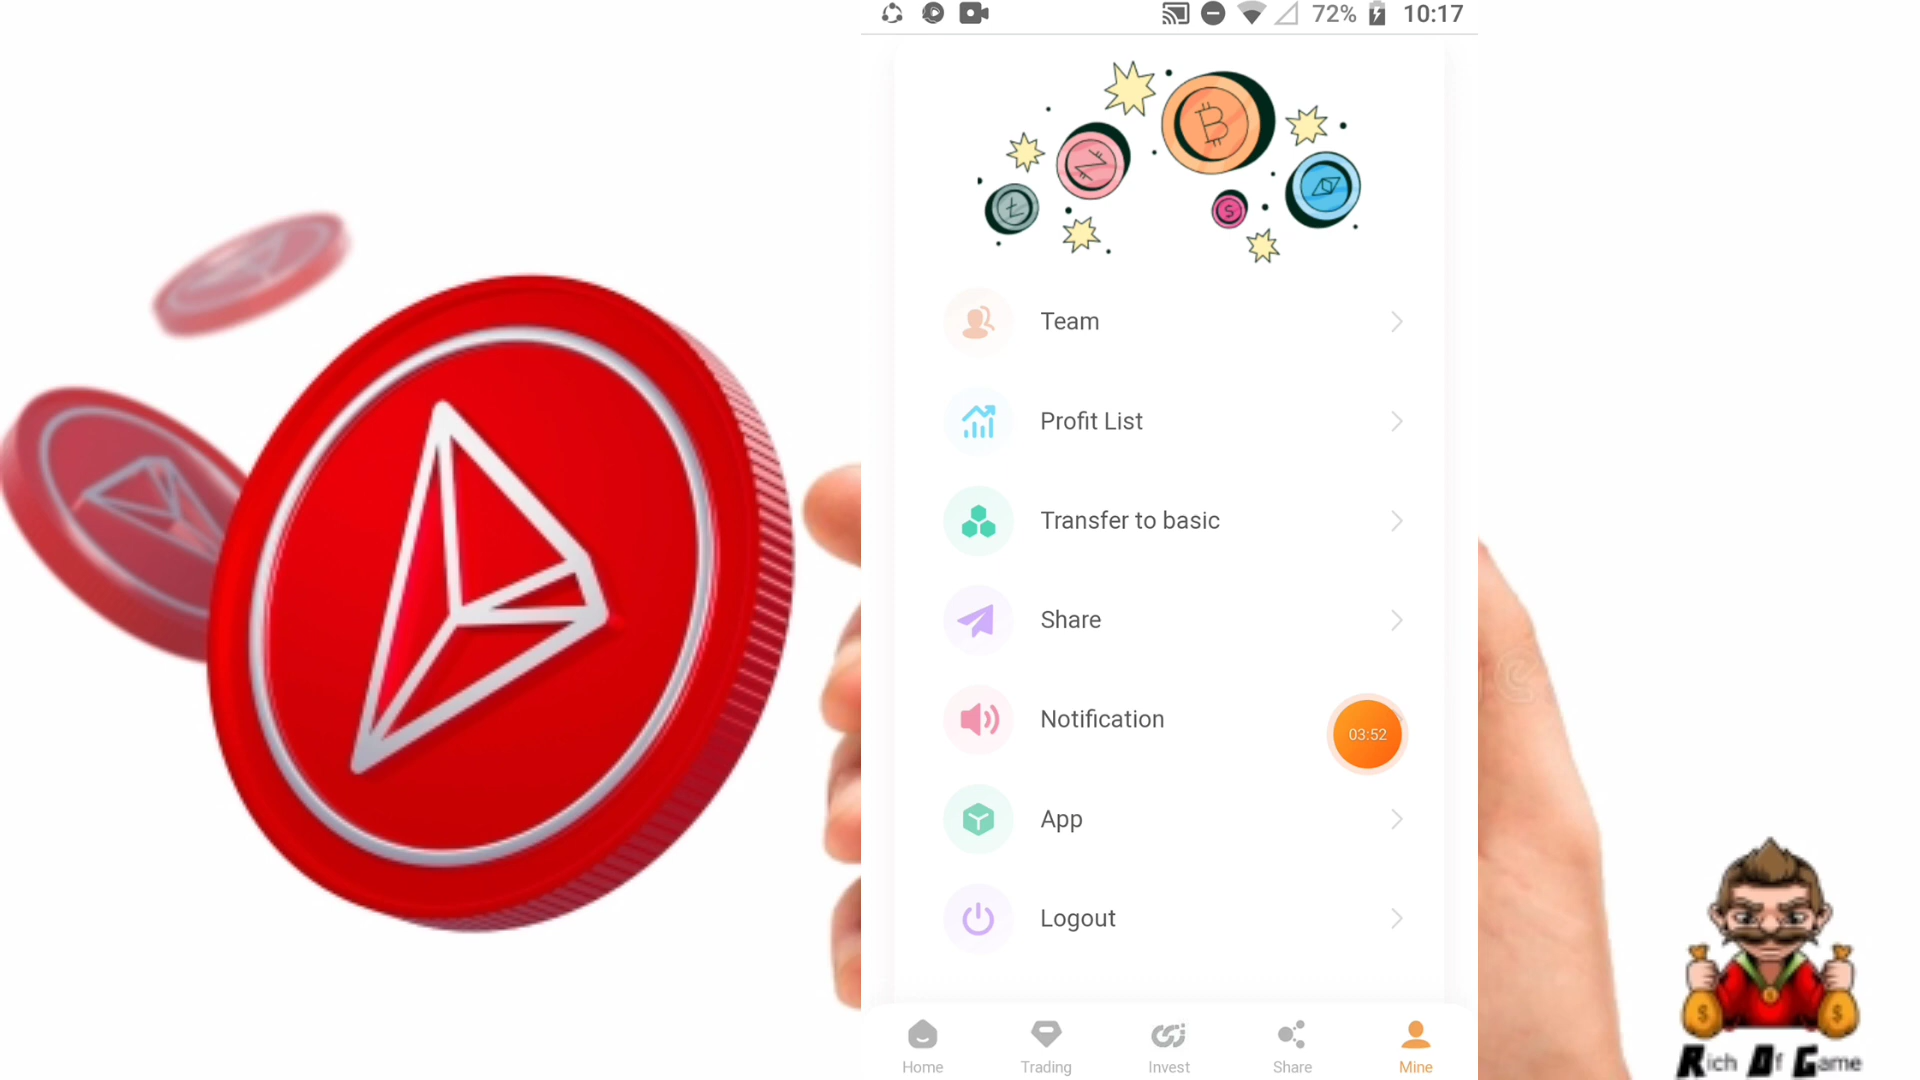 72% 10:17
Team
Profit List
Transfer to basic
Share
Notification
03:52
App
Logout
Home Trading Invest Share Mine
Rich Of Game